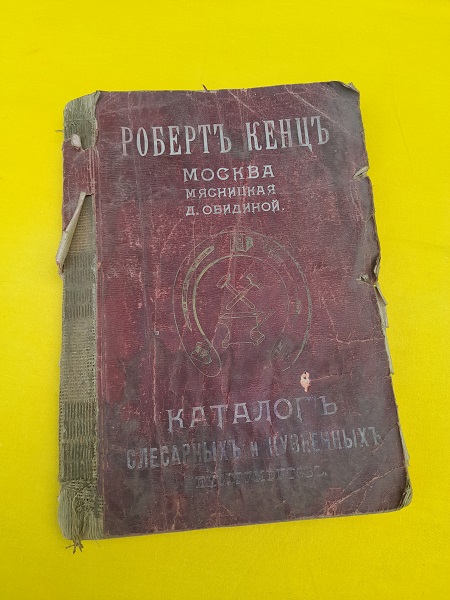 РОБЕРТЪ КЕНЦЪ
МОСКВА
МЯСНИЦКАЯ
Д. ОВИДИНОЙ.
КАТАЛОГЪ
СЛЕСАРНЫХЪ и КУЗНЕЧНЫХЪ